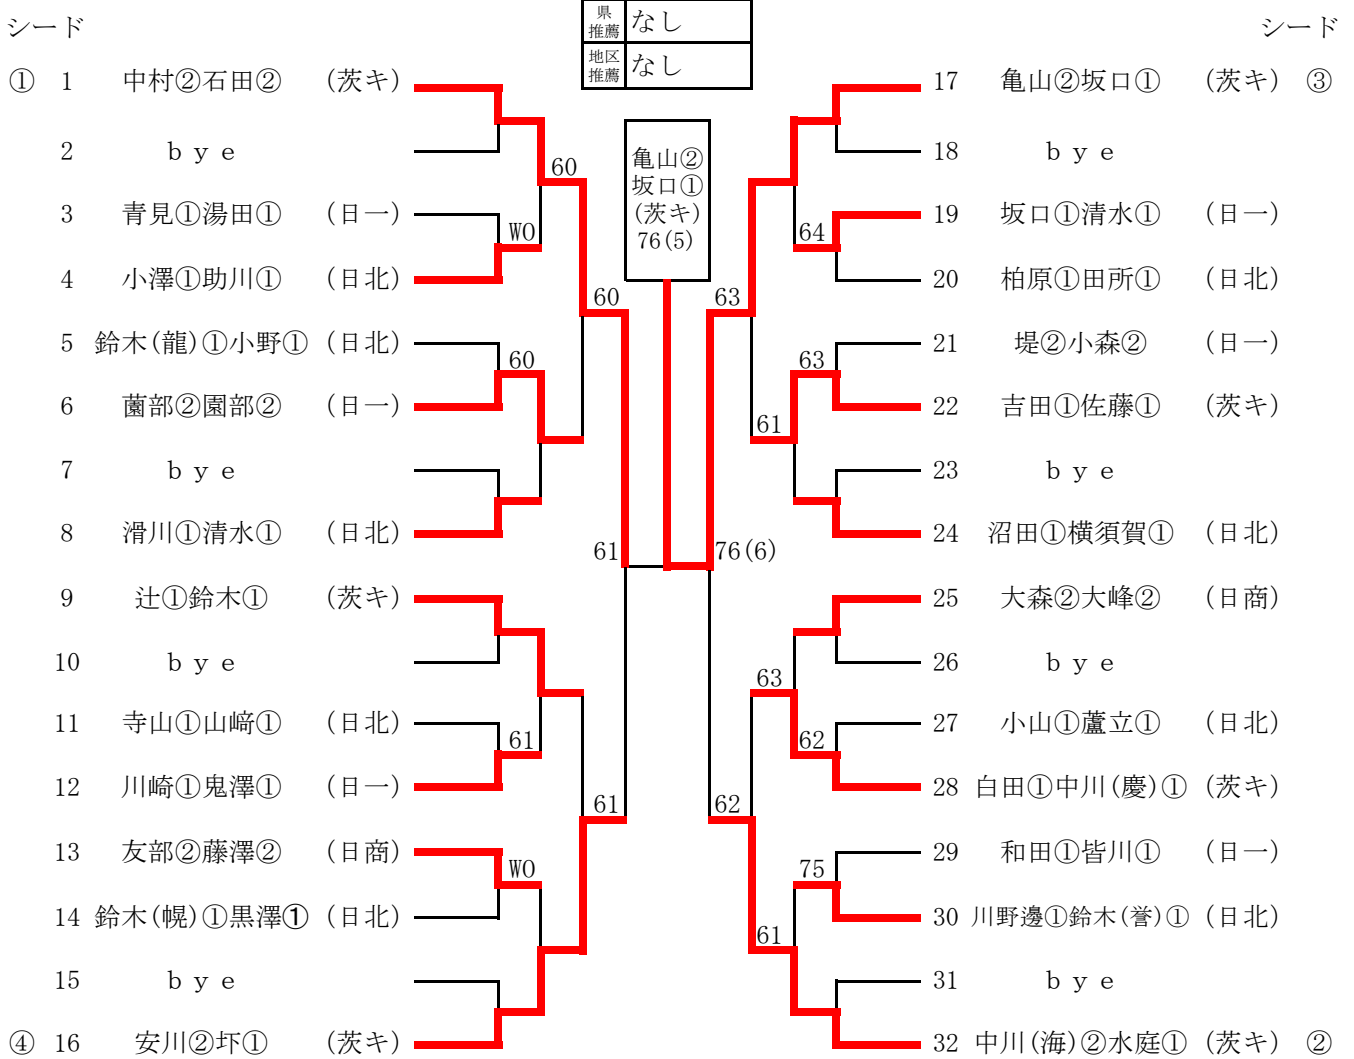 シード
県推薦 なし
地区推薦 なし
シード
① 1 中村②石田② (茨キ)
2 ｂｙｅ
3 青見①湯田① (日一)
4 小澤①助川① (日北)
5 鈴木(龍)①小野① (日北)
6 薗部②園部② (日一)
7 ｂｙｅ
8 滑川①清水① (日北)
9 辻①鈴木① (茨キ)
10 ｂｙｅ
11 寺山①山﨑① (日北)
12 川崎①鬼澤① (日一)
13 友部②藤澤② (日商)
14 鈴木(幌)①黒澤① (日北)
15 ｂｙｅ
④ 16 安川②圷① (茨キ)
60
WO
60
60
61
61
61
WO
亀山②
坂口①
(茨キ)
76(5)
63
64
63
61
76(6)
63
62
62
75
61
17 亀山②坂口① (茨キ) ③
18 ｂｙｅ
19 坂口①清水① (日一)
20 柏原①田所① (日北)
21 堤②小森② (日一)
22 吉田①佐藤① (茨キ)
23 ｂｙｅ
24 沼田①横須賀① (日北)
25 大森②大峰② (日商)
26 ｂｙｅ
27 小山①蘆立① (日北)
28 白田①中川(慶)① (茨キ)
29 和田①皆川① (日一)
30 川野邊①鈴木(誉)① (日北)
31 ｂｙｅ
32 中川(海)②水庭① (茨キ) ②